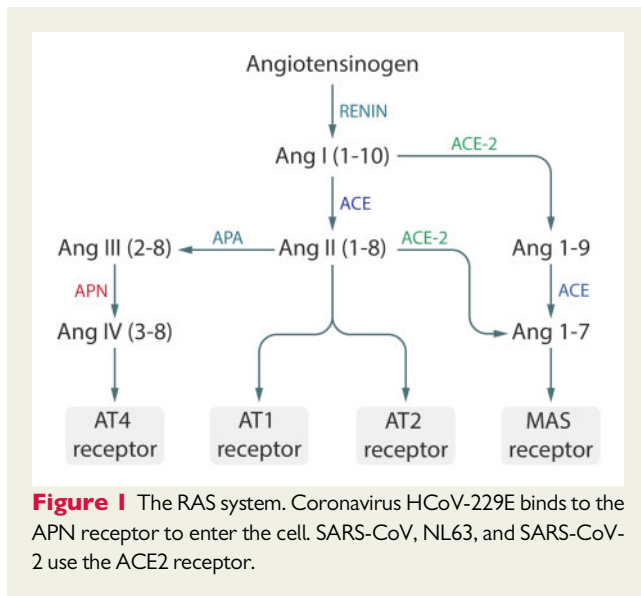 Angiotensinogen
RENIN
Ang I (1-10)
ACE-2
ACE
Ang III (2-8)
APA
Ang II (1-8)
ACE-2
Ang 1-9
APN
ACE
Ang IV (3-8)
Ang 1-7
AT4
receptor
AT1
receptor
AT2
receptor
MAS
receptor
Figure 1 The RAS system. Coronavirus HCoV-229E binds to the
APN receptor to enter the cell. SARS-CoV, NL63, and SARS-CoV-
2 use the ACE2 receptor.